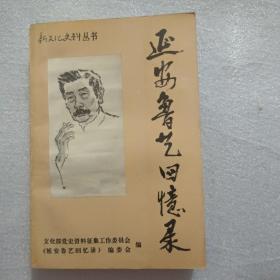 新文化史料丛书
延安鲁艺回憶录
文化部党史资料征集工作委员会
《延安鲁艺回忆录》编委会
编